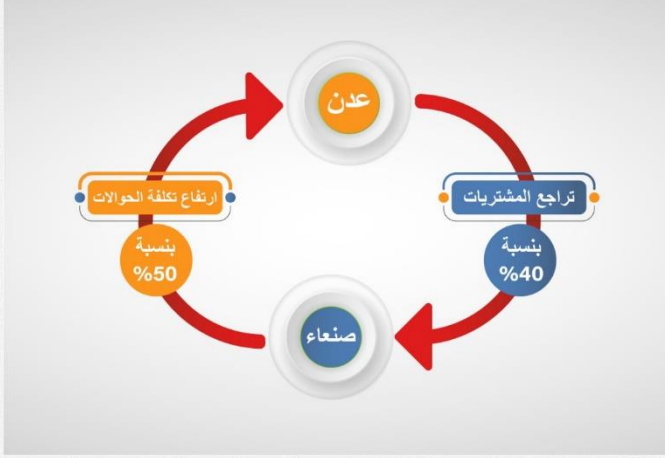 عدن
تراجع المشتريات
بنسبة
%40
ارتفاع تكلفة الحوالات
بنسبة
%50
صنعاء